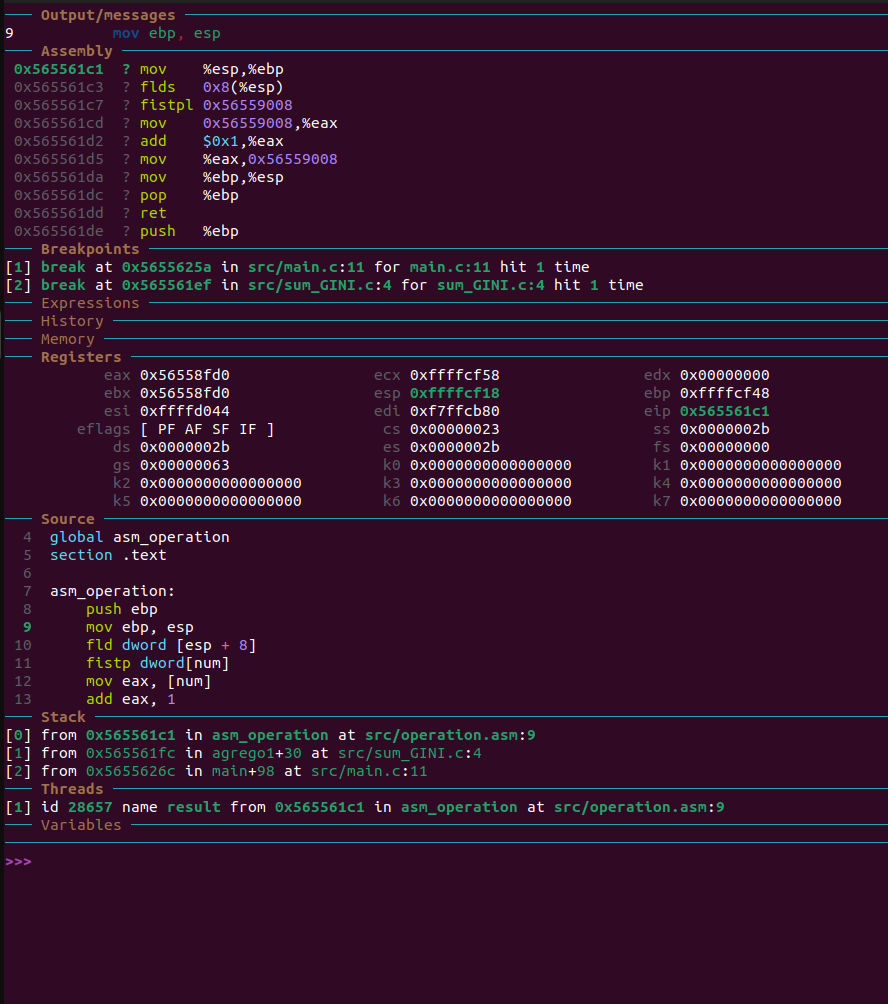 Output/messages
9 mov ebp, esp
Assembly
0x565561c1 ? mov %esp,%ebp
0x565561c3 ? flds 0x8(%esp)
0x565561c7 ? fistpl 0x56559008
0x565561cd ? mov 0x56559008,%eax
0x565561d2 ? add $0x1,%eax
0x565561d5 ? mov %eax,0x56559008
0x565561da ? mov %ebp,%esp
0x565561dc ? pop %ebp
0x565561dd ? ret
0x565561de ? push %ebp
Breakpoints
[1] break at 0x5655625a in src/main.c:11 for main.c:11 hit 1 time
[2] break at 0x565561ef in src/sum_GINI.c:4 for sum_GINI.c:4 hit 1 time
Expressions
History
Memory
Registers
eax 0x56558fd0 ecx 0xffffcf58 edx 0x00000000
ebx 0x56558fd0 esp 0xffffcf18 ebp 0xffffcf48
esi 0xffffd044 edi 0xf7ffcb80 eip 0x565561c1
eflags [ PF AF SF IF ] cs 0x00000023 ss 0x0000002b
ds 0x0000002b es 0x0000002b fs 0x00000000
gs 0x00000063 k0 0x0000000000000000 k1 0x0000000000000000
k2 0x0000000000000000 k3 0x0000000000000000 k4 0x0000000000000000
k5 0x0000000000000000 k6 0x0000000000000000 k7 0x0000000000000000
Source
4 global asm_operation
5 section .text
6
7 asm_operation:
8 push ebp
9 mov ebp, esp
10 fld dword [esp + 8]
11 fistp dword[num]
12 mov eax, [num]
13 add eax, 1
Stack
[0] from 0x565561c1 in asm_operation at src/operation.asm:9
[1] from 0x565561fc in agrego1+30 at src/sum_GINI.c:4
[2] from 0x5655626c in main+98 at src/main.c:11
Threads
[1] id 28657 name result from 0x565561c1 in asm_operation at src/operation.asm:9
Variables
>>>